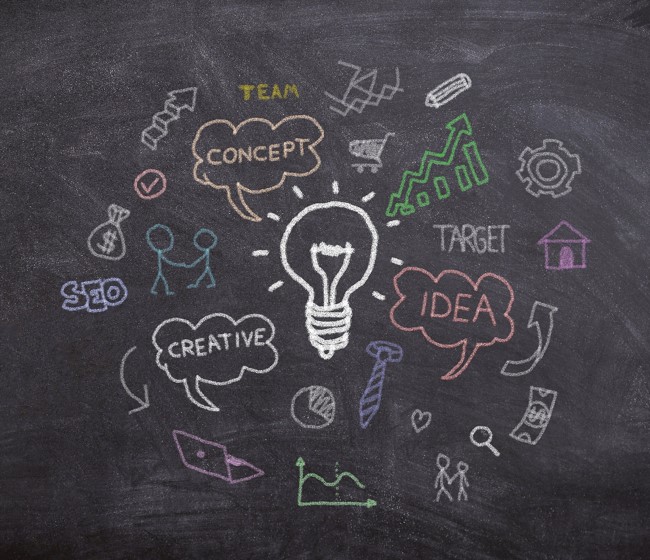 TEAM
CONCEPT
TARGET
SEO
IDEA
CREATIVE
$
$